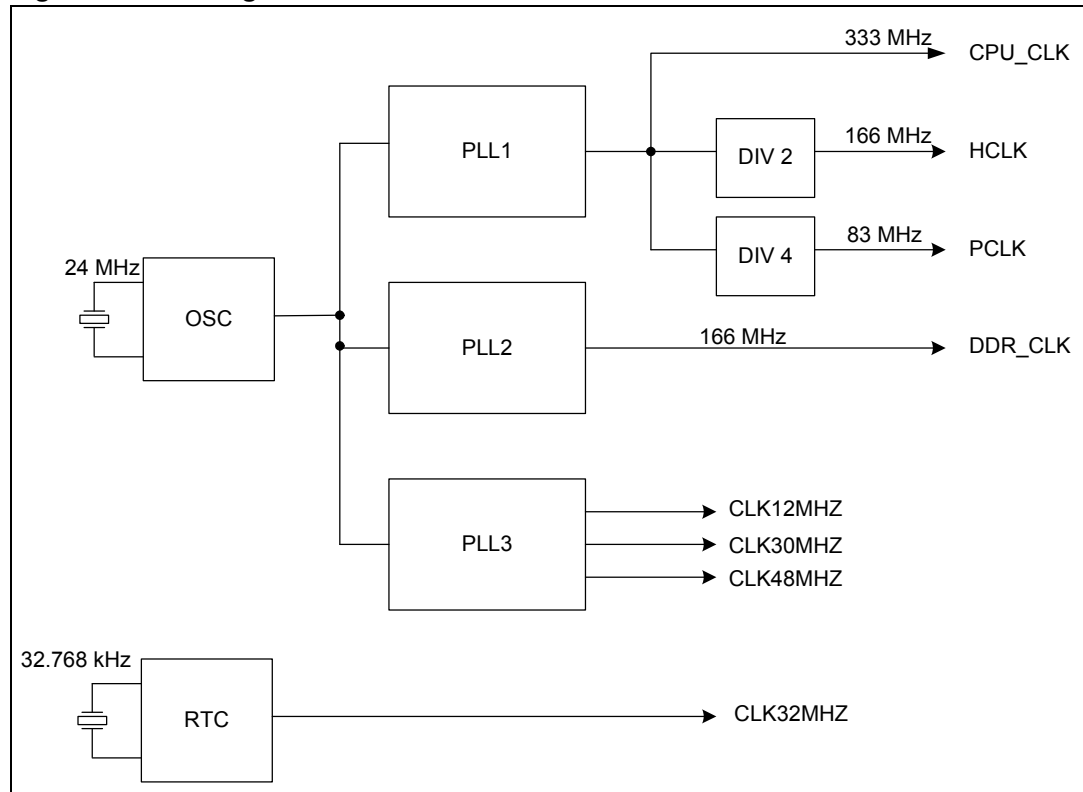 333 MHz
CPU_CLK
PLL1
DIV 2
166 MHz
HCLK
DIV 4
83 MHz
PCLK
24 MHz
OSC
PLL2
166 MHz
DDR_CLK
PLL3
CLK12MHZ
CLK30MHZ
CLK48MHZ
32.768 kHz
RTC
CLK32MHZ